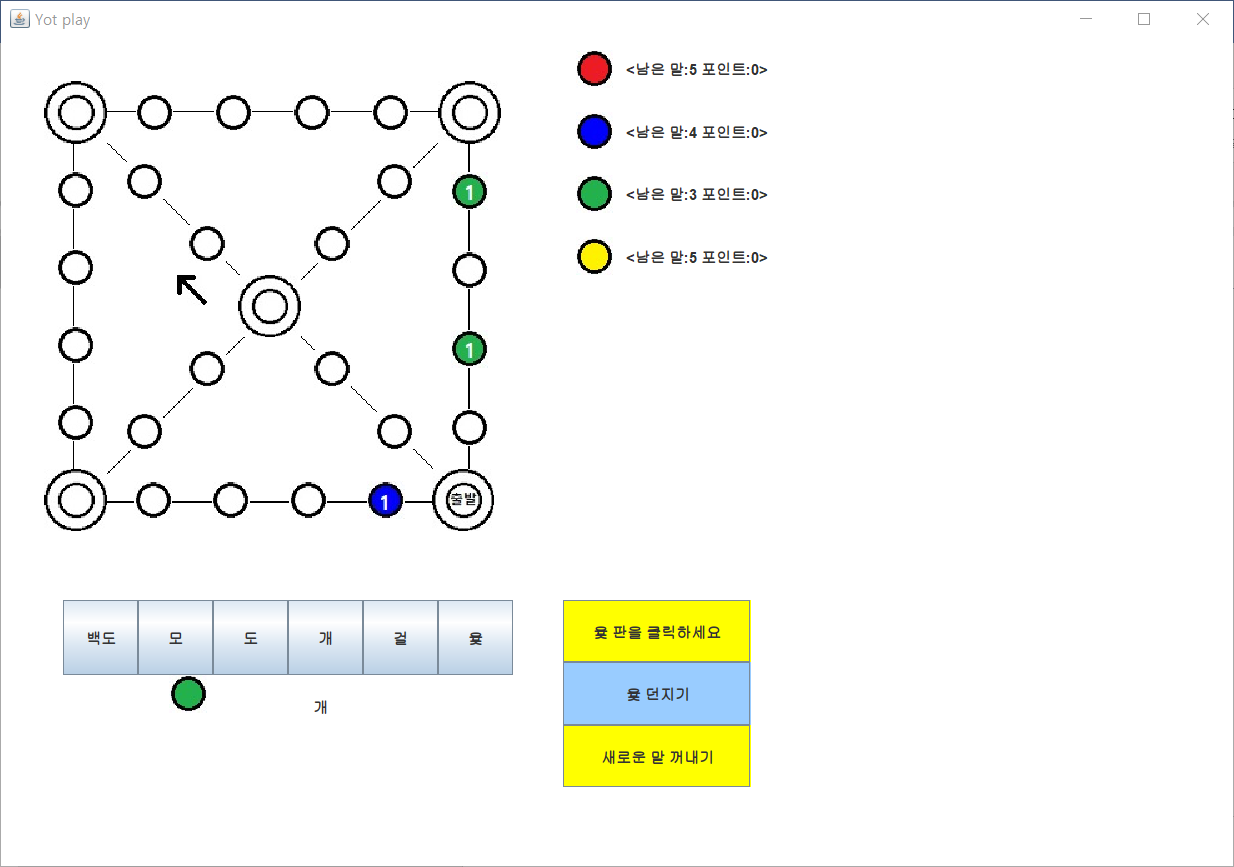 Yot play
<남은 말:5 포인트:0>
<남은 말:4 포인트:0>
<남은 말:3 포인트:0>
<남은 말:5 포인트:0>
1
1
1
출발
백도 모 도 개 걸 윷
개
윷 판을 클릭하세요
윷 던지기
새로운 말 꺼내기